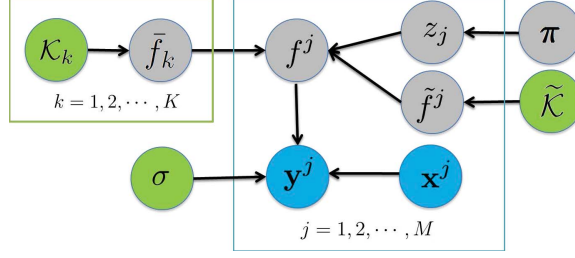 𝒦_k f̄_k f^j z_j π
f̃^j 𝒦̃
k = 1, 2, ⋯ , K
σ y^j x^j
j = 1, 2, ⋯ , M